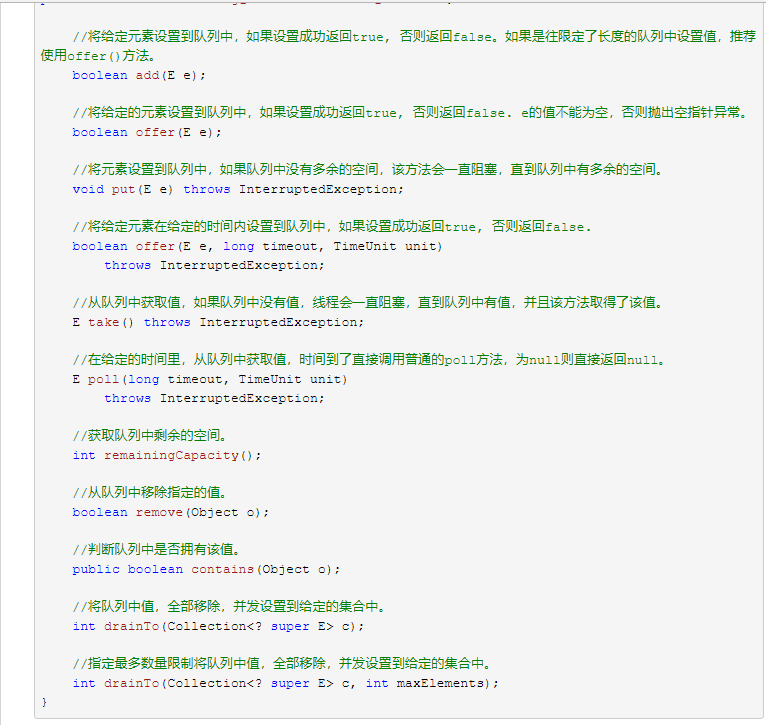 //将给定元素设置到队列中，如果设置成功返回true, 否则返回false。如果是往限定了长度的队列中设置值，推荐
使用offer()方法。
boolean add(E e);
//将给定的元素设置到队列中，如果设置成功返回true, 否则返回false. e的值不能为空，否则抛出空指针异常。
boolean offer(E e);
//将元素设置到队列中，如果队列中没有多余的空间，该方法会一直阻塞，直到队列中有多余的空间。
void put(E e) throws InterruptedException;
//将给定元素在给定的时间内设置到队列中，如果设置成功返回true, 否则返回false.
boolean offer(E e, long timeout, TimeUnit unit)
throws InterruptedException;
//从队列中获取值，如果队列中没有值，线程会一直阻塞，直到队列中有值，并且该方法取得了该值。
E take() throws InterruptedException;
//在给定的时间里，从队列中获取值，时间到了直接调用普通的poll方法，为null则直接返回null。
E poll(long timeout, TimeUnit unit)
throws InterruptedException;
//获取队列中剩余的空间。
int remainingCapacity();
//从队列中移除指定的值。
boolean remove(Object o);
//判断队列中是否拥有该值。
public boolean contains(Object o);
//将队列中值，全部移除，并发设置到给定的集合中。
int drainTo(Collection<? super E> c);
//指定最多数量限制将队列中值，全部移除，并发设置到给定的集合中。
int drainTo(Collection<? super E> c, int maxElements);
}